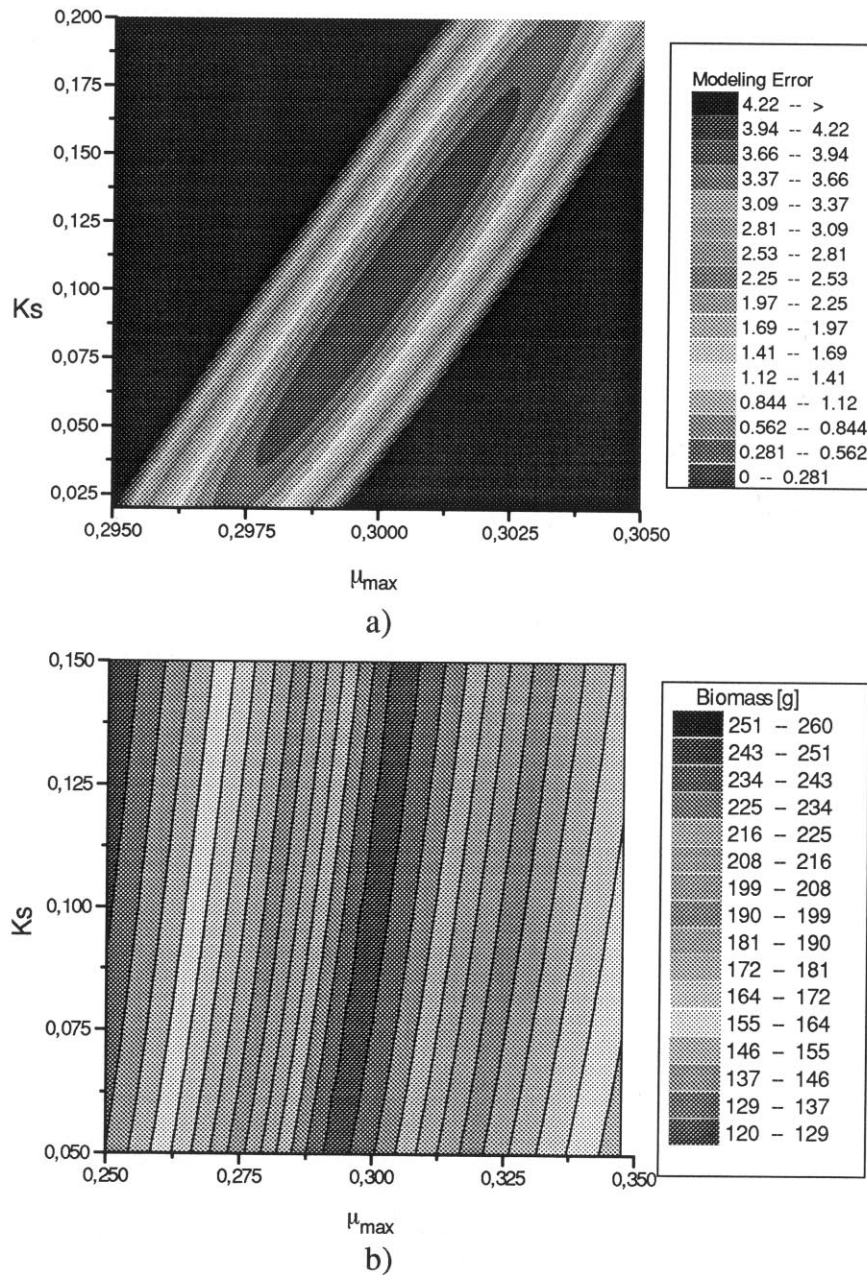 0,200
0,175
0,150
0,125
0,100
0,075
0,050
0,025
Ks
0,2950 0,2975 0,3000 0,3025 0,3050
μmax
a)
Modeling Error
4.22 -- >
3.94 -- 4.22
3.66 -- 3.94
3.37 -- 3.66
3.09 -- 3.37
2.81 -- 3.09
2.53 -- 2.81
2.25 -- 2.53
1.97 -- 2.25
1.69 -- 1.97
1.41 -- 1.69
1.12 -- 1.41
0.844 -- 1.12
0.562 -- 0.844
0.281 -- 0.562
0 -- 0.281
0,150
0,125
0,100
0,075
0,050
Ks
0,250 0,275 0,300 0,325 0,350
μmax
b)
Biomass [g]
251 – 260
243 – 251
234 – 243
225 – 234
216 – 225
208 – 216
199 – 208
190 – 199
181 – 190
172 – 181
164 – 172
155 – 164
146 – 155
137 – 146
129 – 137
120 – 129